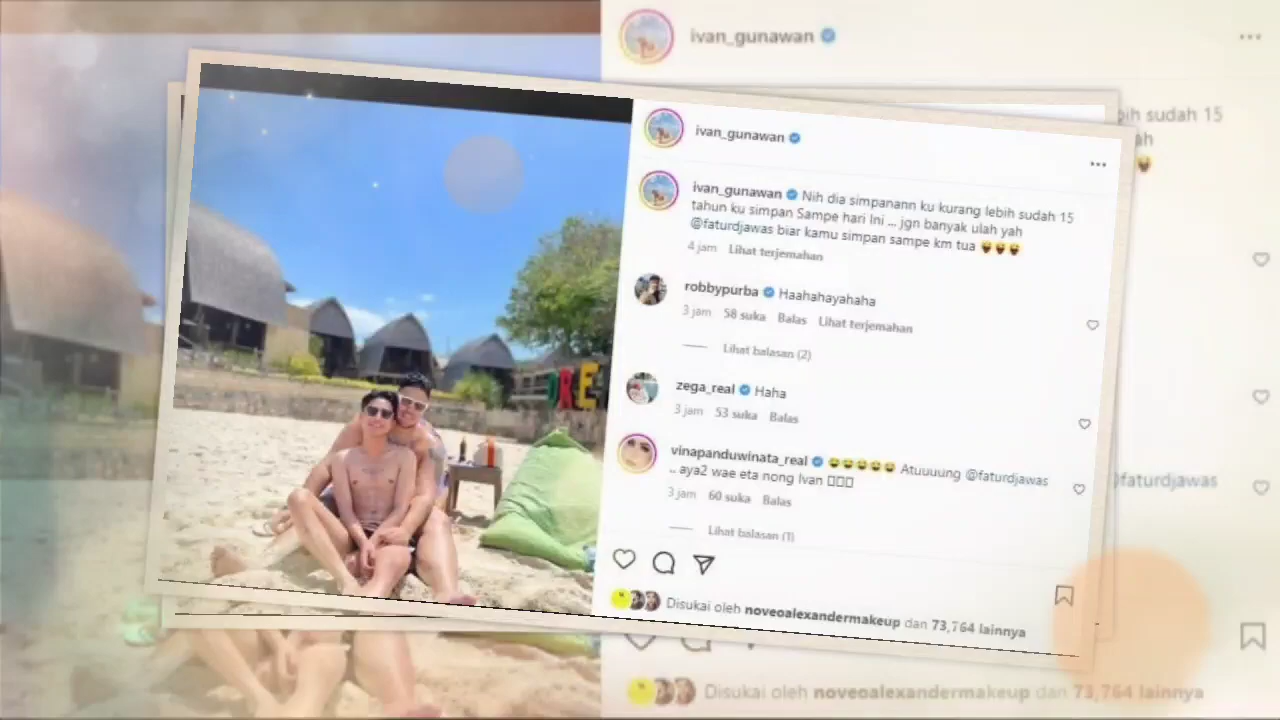 ivan_gunawan
bih sudah 15
ah
ivan_gunawan
ivan_gunawan Nih dia simpanann ku kurang lebih sudah 15
tahun ku simpan Sampe hari Ini ... jgn banyak ulah yah
@faturdjawas biar kamu simpan sampe km tua 😜😜😜
4 jam Lihat terjemahan
robbypurba Haahahayahaha
3 jam 58 suka Balas Lihat terjemahan
Lihat balasan (2)
zega_real Haha
3 jam 53 suka Balas
vinapanduwinata_real 😜😜😜😜😜 Atuuuung @faturdjawas
.. aya2 wae eta nong Ivan
3 jam 60 suka Balas
Lihat balasan (1)
Disukai oleh noveoalexandermakeup dan 73,764 lainnya
ORE
faturdjawas
Disukai oleh noveoalexandermakeup dan 73,764 lainnya